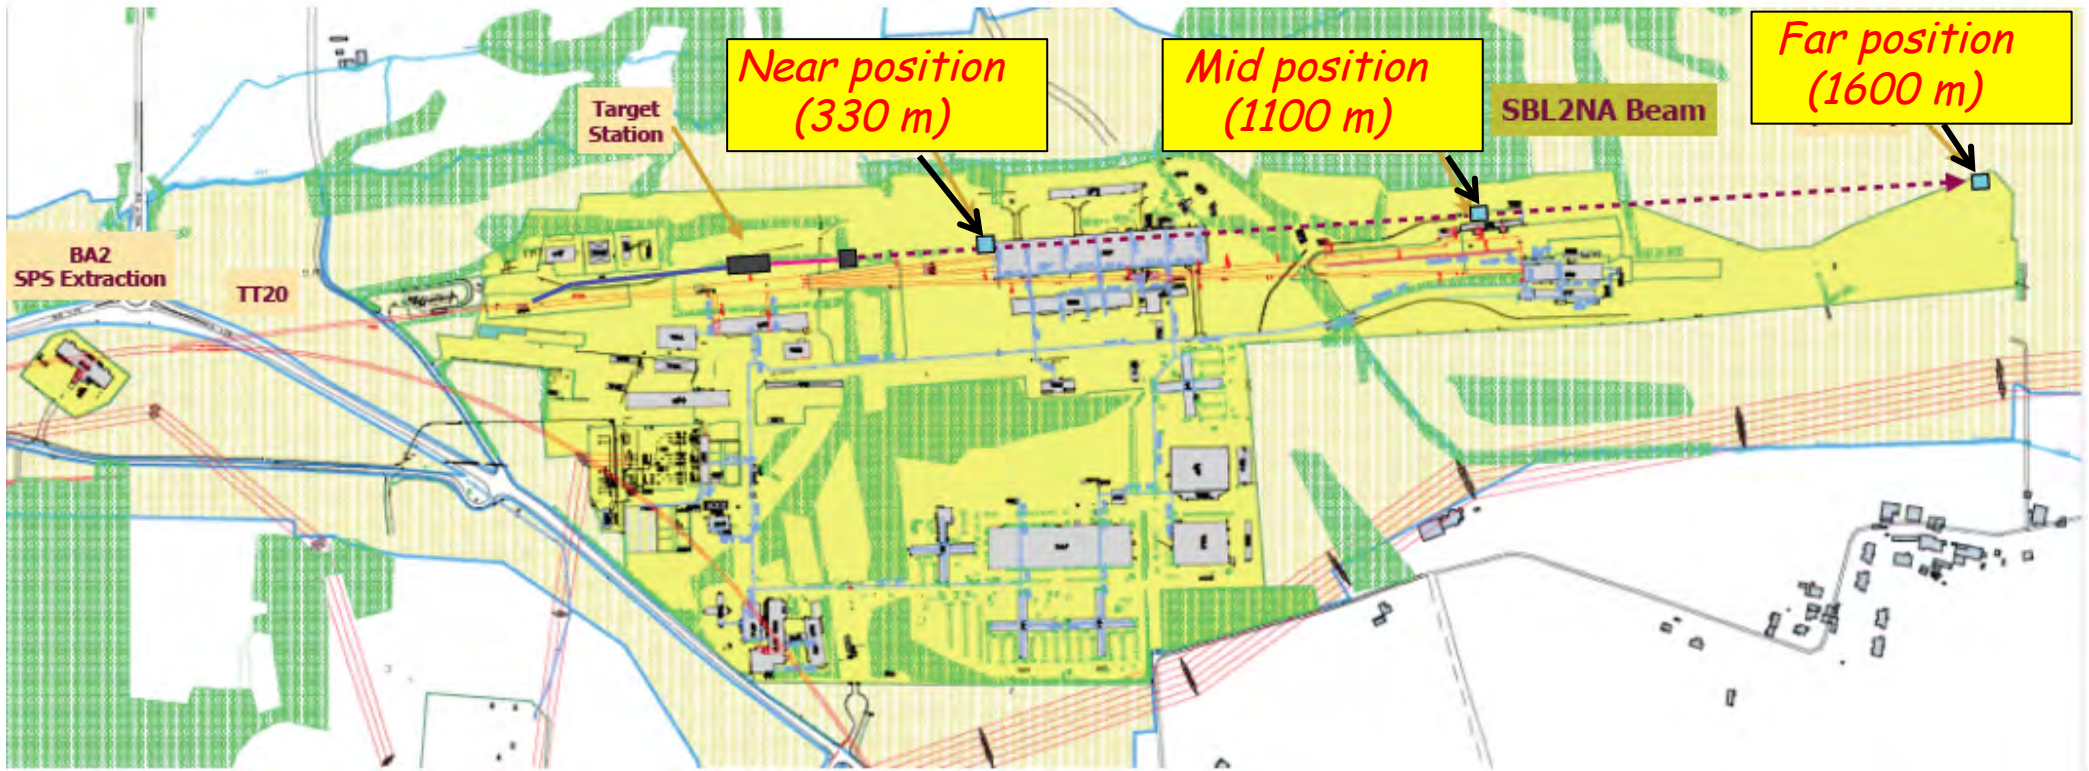 Near position
(330 m)
Mid position
(1100 m)
Far position
(1600 m)
Target
Station
SBL2NA Beam
BA2
SPS Extraction
TT20